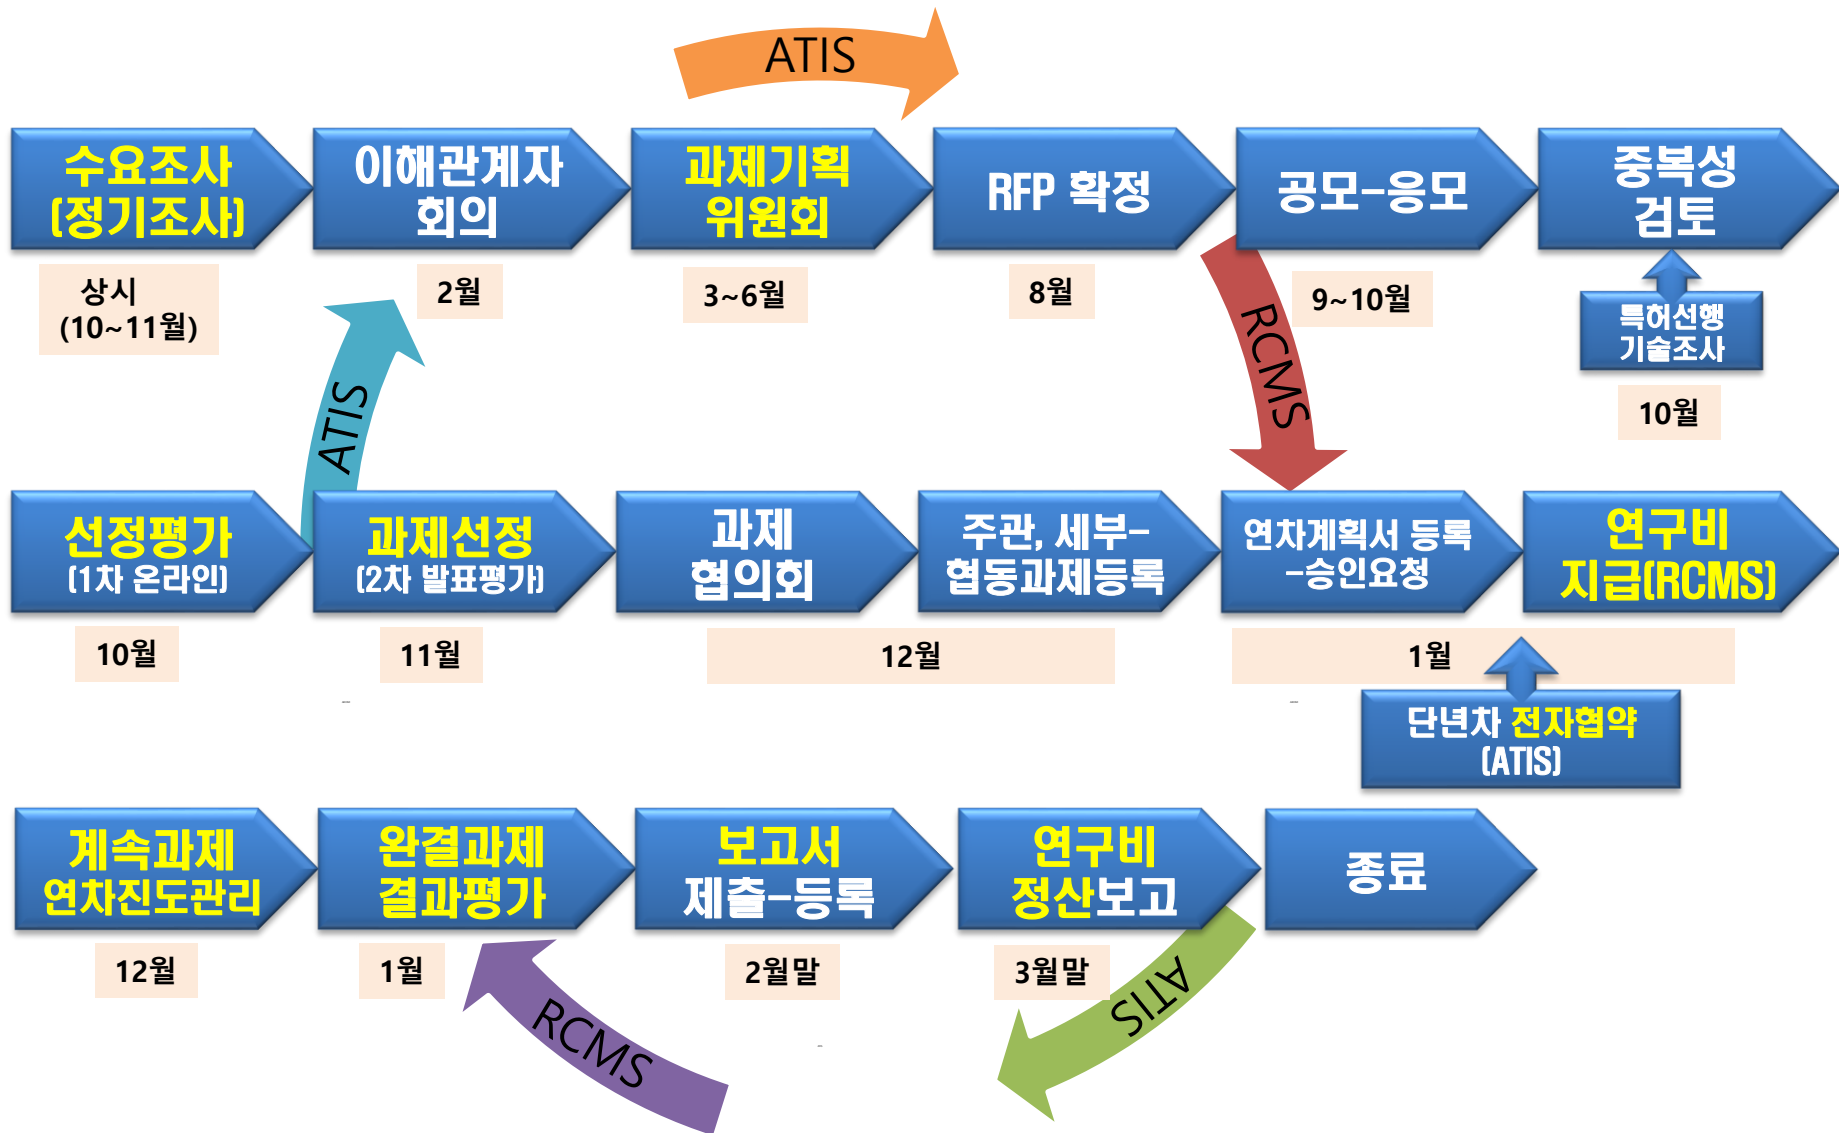 ATIS
수요조사
(정기조사)
이해관계자
회의
과제기획
위원회
RFP 확정
공모-응모
중복성
검토
상시
(10~11월)
2월
3~6월
8월
9~10월
특허선행
기술조사
10월
ATIS
RCMS
선정평가
(1차 온라인)
과제선정
(2차 발표평가)
과제
협의회
주관, 세부-
협동과제등록
연차계획서 등록
-승인요청
연구비
지급(RCMS)
10월
11월
12월
1월
단년차 전자협약
(ATIS)
계속과제
연차진도관리
완결과제
결과평가
보고서
제출-등록
연구비
정산보고
종료
12월
1월
2월말
3월말
RCMS
ATIS